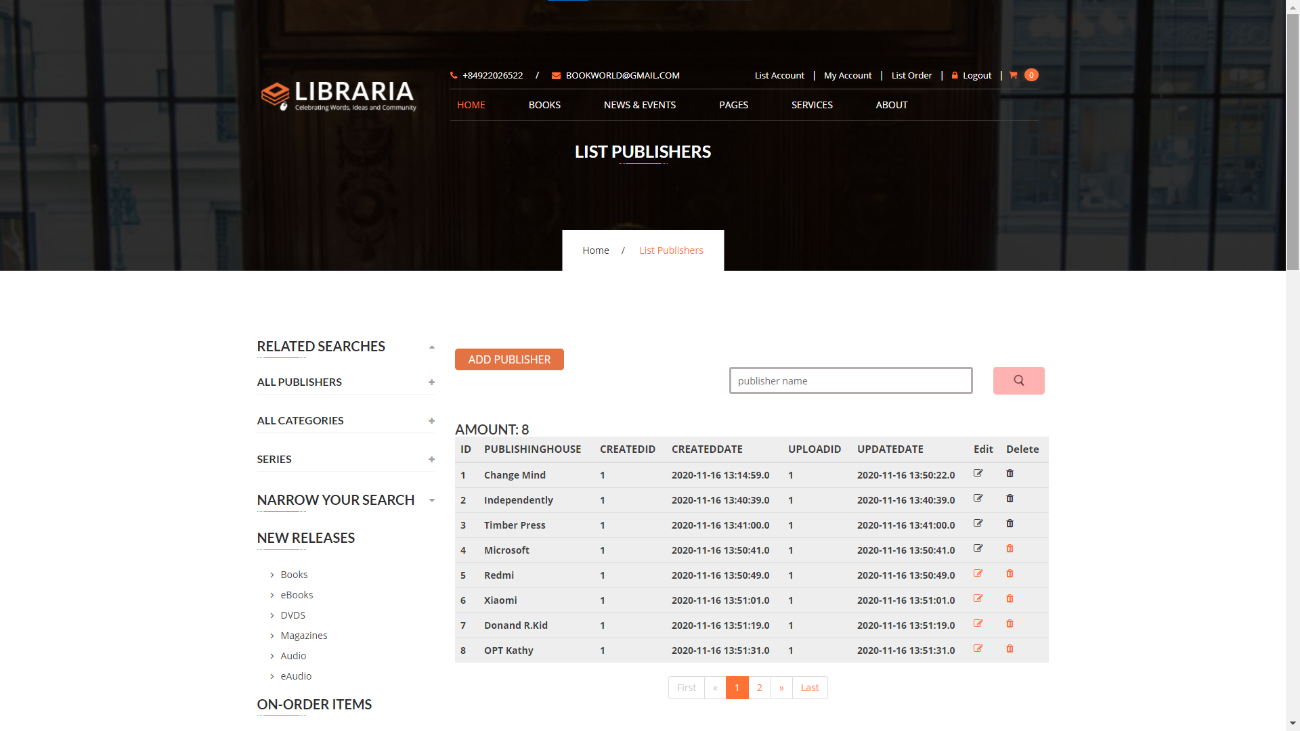 +84922026522 / BOOKWORLD@GMAIL.COM List Account | My Account | List Order | Logout | 0
LIBRARIA
Celebrating Words, Ideas and Community
HOME BOOKS NEWS & EVENTS PAGES SERVICES ABOUT
LIST PUBLISHERS
Home / List Publishers
RELATED SEARCHES
ALL PUBLISHERS +
ALL CATEGORIES +
SERIES +
NARROW YOUR SEARCH
NEW RELEASES
› Books
› eBooks
› DVDS
› Magazines
› Audio
› eAudio
ON-ORDER ITEMS
ADD PUBLISHER
publisher name
AMOUNT: 8
ID PUBLISHINGHOUSE CREATEDID CREATEDDATE UPLOADID UPDATEDATE Edit Delete
1 Change Mind 1 2020-11-16 13:14:59.0 1 2020-11-16 13:50:22.0
2 Independently 1 2020-11-16 13:40:39.0 1 2020-11-16 13:40:39.0
3 Timber Press 1 2020-11-16 13:41:00.0 1 2020-11-16 13:41:00.0
4 Microsoft 1 2020-11-16 13:50:41.0 1 2020-11-16 13:50:41.0
5 Redmi 1 2020-11-16 13:50:49.0 1 2020-11-16 13:50:49.0
6 Xiaomi 1 2020-11-16 13:51:01.0 1 2020-11-16 13:51:01.0
7 Donand R.Kid 1 2020-11-16 13:51:19.0 1 2020-11-16 13:51:19.0
8 OPT Kathy 1 2020-11-16 13:51:31.0 1 2020-11-16 13:51:31.0
First « 1 2 » Last